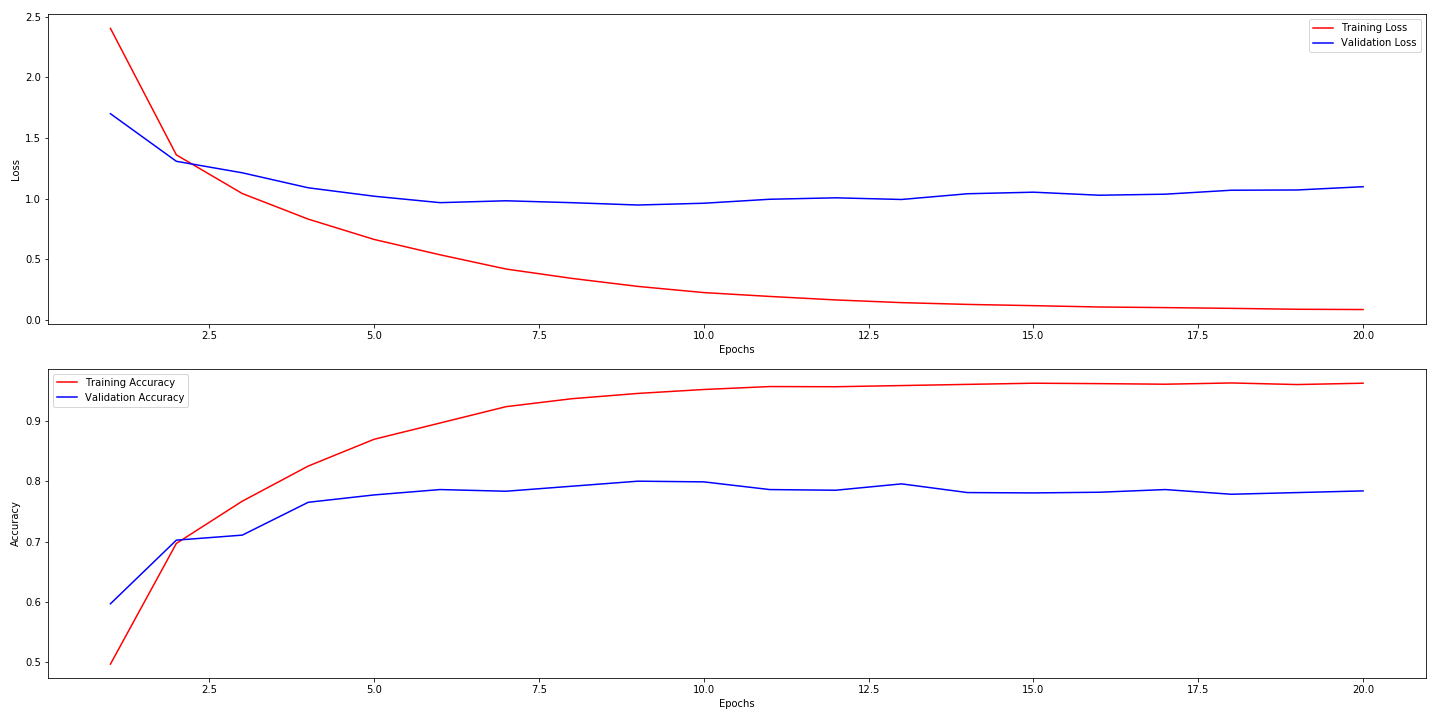 2.5
2.0
1.5
1.0
0.5
0.0
Loss
Training Loss
Validation Loss
2.5 5.0 7.5 10.0 12.5 15.0 17.5 20.0
Epochs
Training Accuracy
Validation Accuracy
0.9
0.8
0.7
0.6
0.5
Accuracy
2.5 5.0 7.5 10.0 12.5 15.0 17.5 20.0
Epochs